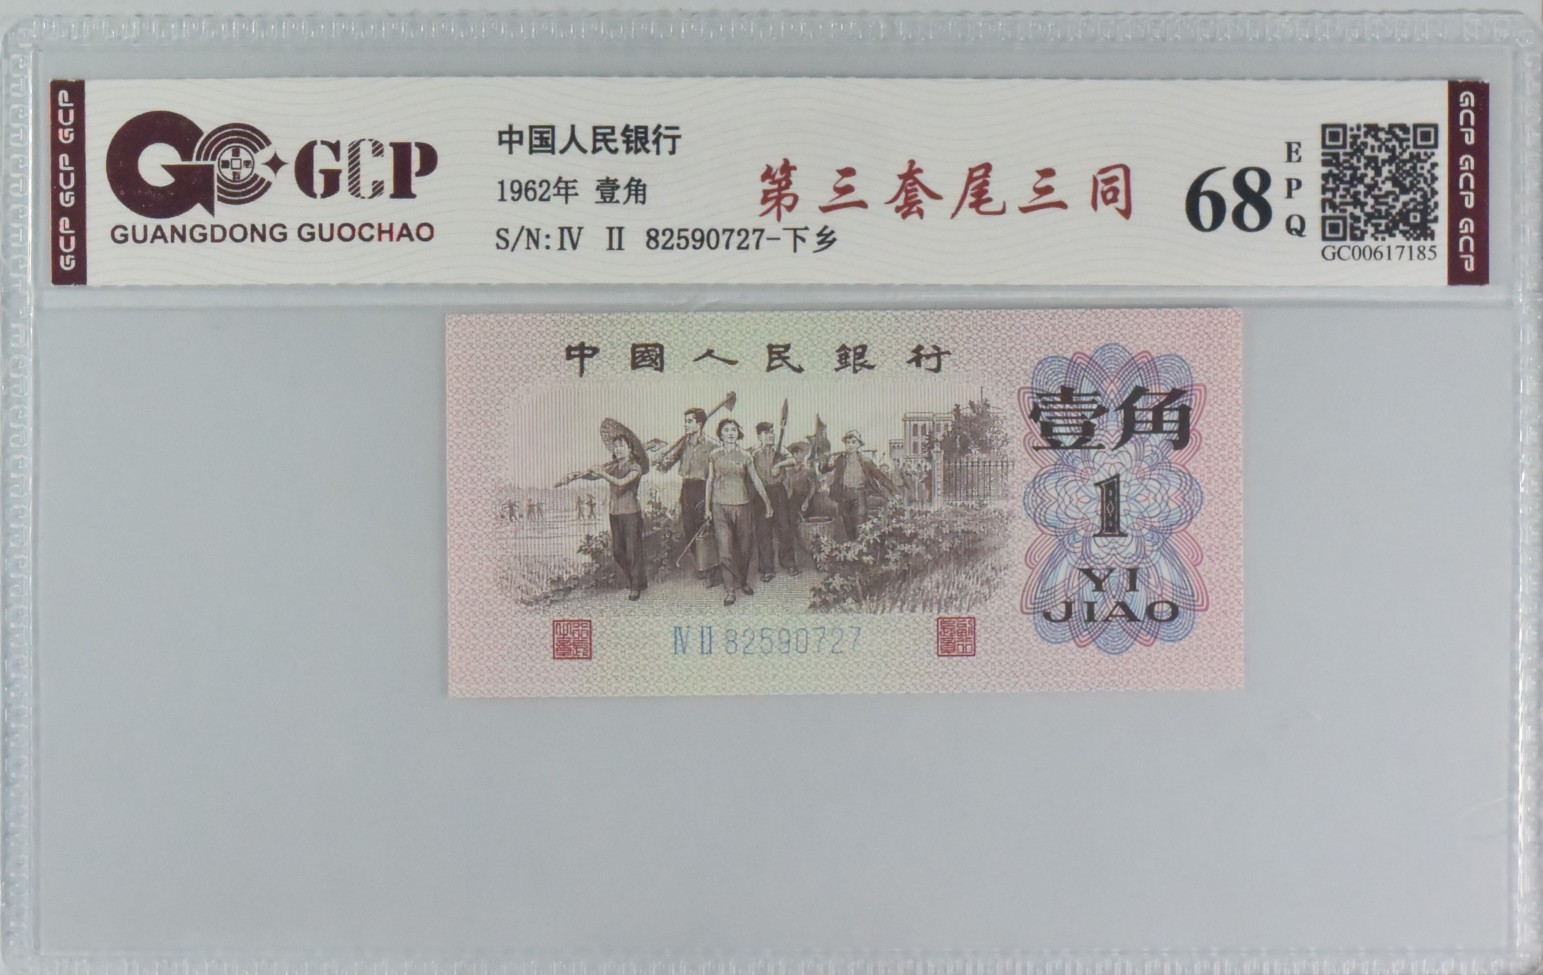 GCP GCP GCP
GCP
GUANGDONG GUOCHAO
中国人民银行
1962年 壹角
S/N:Ⅳ Ⅱ 82590727-下乡
第三套尾三同
68
EPQ
GC00617185
GCP GCP GCP
中國人民銀行
壹角
1
YI
JIAO
ⅣⅡ82590727